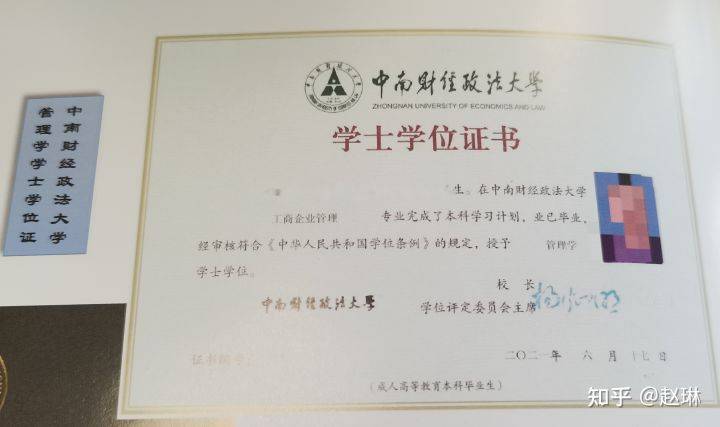 中南财经政法大学
管理学学士学位证
中南财经政法大学
ZHONGNAN UNIVERSITY OF ECONOMICS AND LAW
学士学位证书
生。在中南财经政法大学
工商企业管理 专业完成了本科学习计划，业已毕业，
经审核符合《中华人民共和国学位条例》的规定，授予 管理学
学士学位。
校 长
中南财经政法大学 学位评定委员会主席
证书编号
二〇二一年 六 月 十七 日
（成人高等教育本科毕业生）
知乎 @赵琳